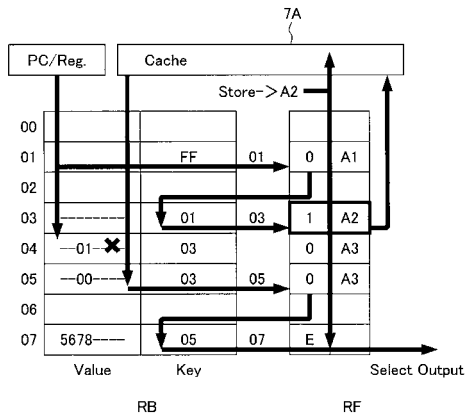 7A
PC/Reg. Cache
Store->A2
00
01 FF 01 0 A1
02
03 ------- 01 03 1 A2
04 --01-- 03 0 A3
05 --00---- 03 05 0 A3
06
07 5678---- 05 07 E
Value Key Select Output
RB RF